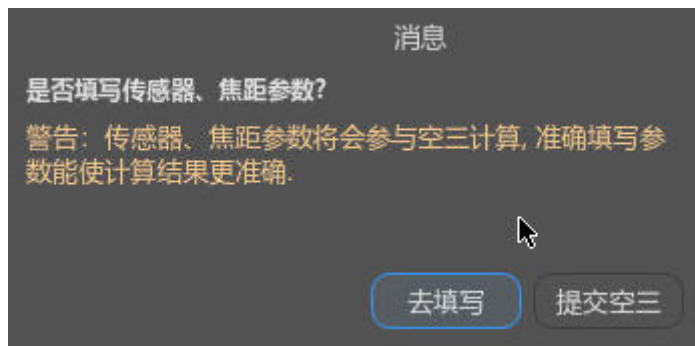 消息
是否填写传感器、焦距参数?
警告：传感器、焦距参数将会参与空三计算, 准确填写参
数能使计算结果更准确.
去填写
提交空三